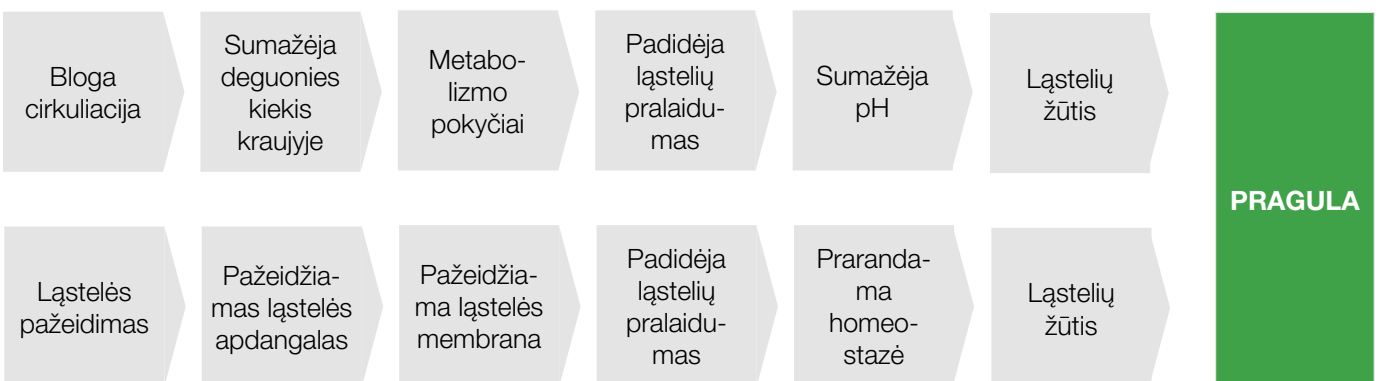 Bloga
cirkuliacija
Sumažėja
deguonies
kiekis
kraujyje
Metabo-
lizmo
pokyčiai
Padidėja
ląstelių
pralaidu-
mas
Sumažėja
pH
Ląstelių
žūtis
PRAGULA
Ląstelės
pažeidimas
Pažeidžia-
mas ląstelės
apdangalas
Pažeidžia-
ma ląstelės
membrana
Padidėja
ląstelių
pralaidu-
mas
Praranda-
ma
homeo-
stazė
Ląstelių
žūtis